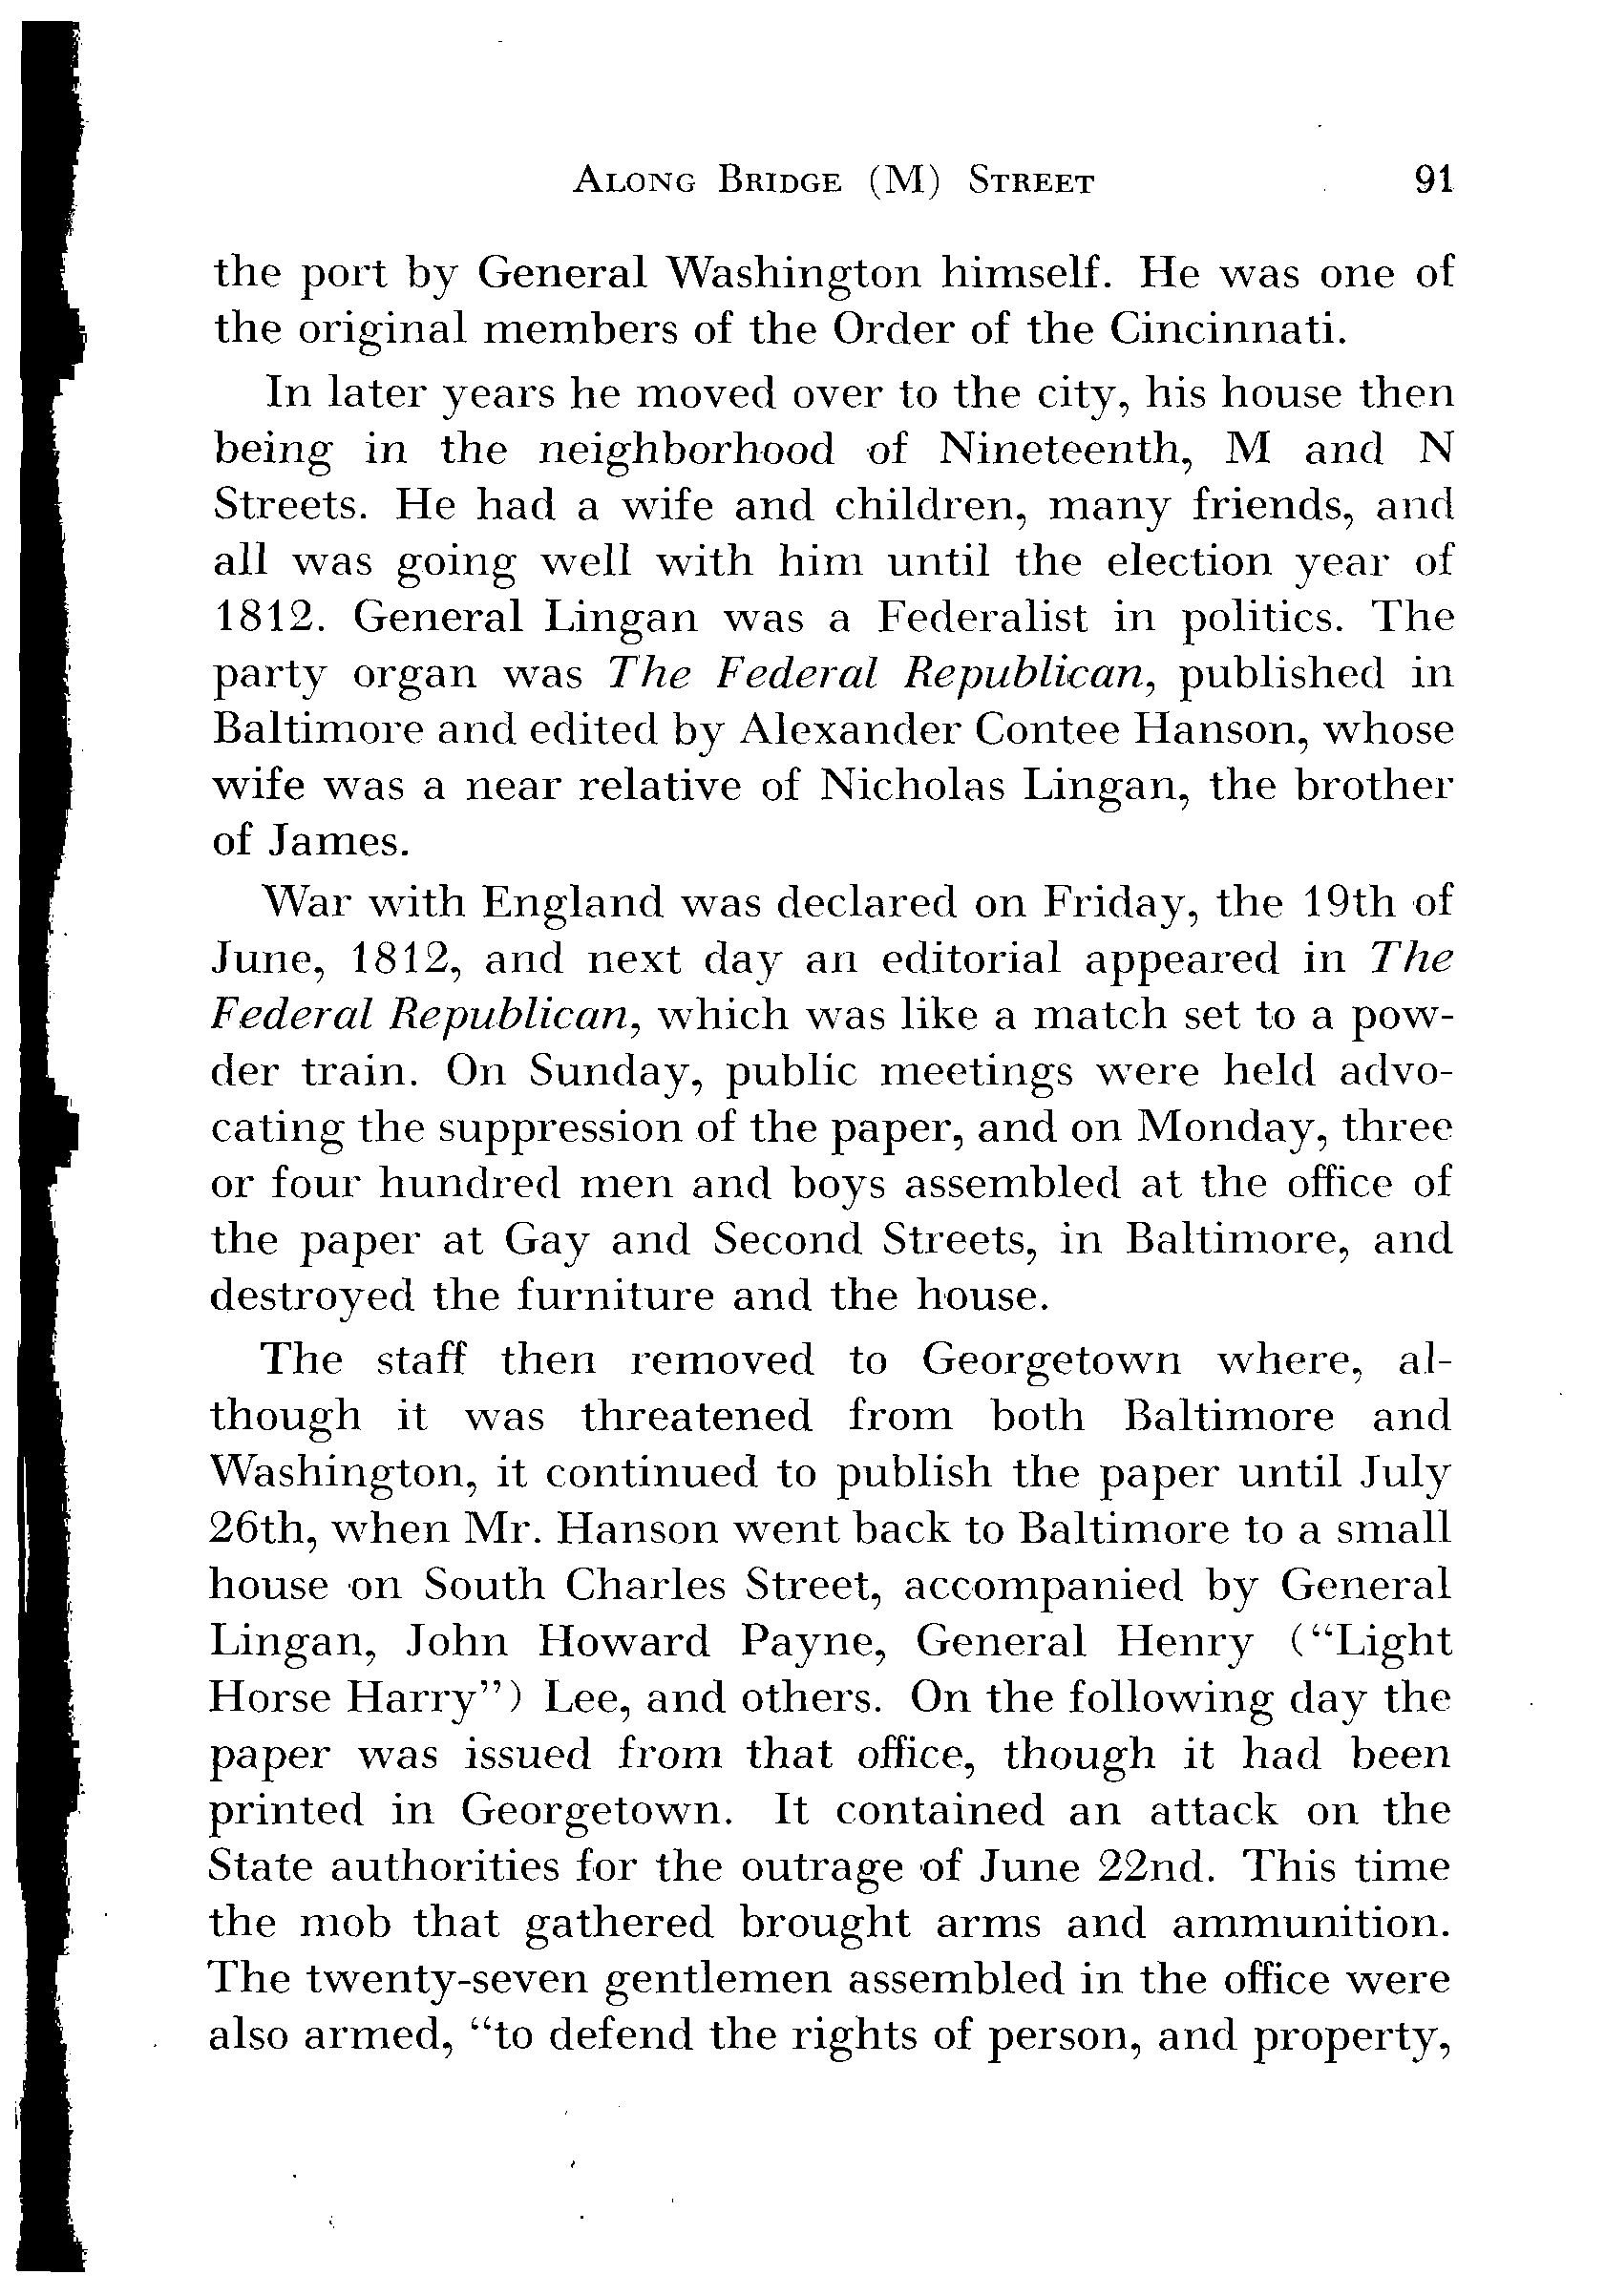 ALONG BRIDGE (M) STREET 91
the port by General Washington himself. He was one of
the original members of the Order of the Cincinnati.
In later years he moved over to the city, his house then
being in the neighborhood of Nineteenth, M and N
Streets. He had a wife and children, many friends, and
all was going well with him until the election year of
1812. General Lingan was a Federalist in politics. The
party organ was The Federal Republican, published in
Baltimore and edited by Alexander Contee Hanson, whose
wife was a near relative of Nicholas Lingan, the brother
of James.
War with England was declared on Friday, the 19th of
June, 1812, and next day an editorial appeared in The
Federal Republican, which was like a match set to a pow-
der train. On Sunday, public meetings were held advo-
cating the suppression of the paper, and on Monday, three
or four hundred men and boys assembled at the office of
the paper at Gay and Second Streets, in Baltimore, and
destroyed the furniture and the house.
The staff then removed to Georgetown where, al-
though it was threatened from both Baltimore and
Washington, it continued to publish the paper until July
26th, when Mr. Hanson went back to Baltimore to a small
house on South Charles Street, accompanied by General
Lingan, John Howard Payne, General Henry ("Light
Horse Harry") Lee, and others. On the following day the
paper was issued from that office, though it had been
printed in Georgetown. It contained an attack on the
State authorities for the outrage of June 22nd. This time
the mob that gathered brought arms and ammunition.
The twenty-seven gentlemen assembled in the office were
also armed, "to defend the rights of person, and property,